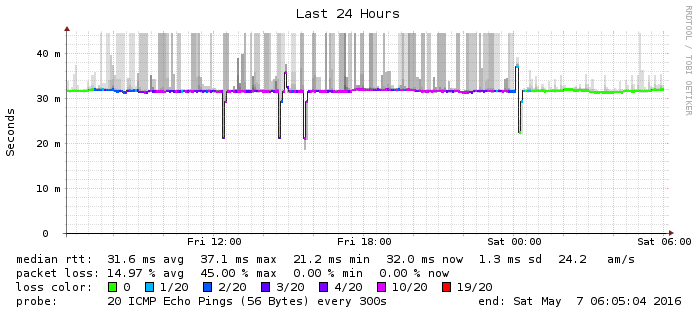 Last 24 Hours
RRDTOOL / TOBI OETIKER
Seconds
40 m
30 m
20 m
10 m
0
Fri 12:00 Fri 18:00 Sat 00:00 Sat 06:00
median rtt: 31.6 ms avg 37.1 ms max 21.2 ms min 32.0 ms now 1.3 ms sd 24.2 am/s
packet loss: 14.97 % avg 45.00 % max 0.00 % min 0.00 % now
loss color: 0 1/20 2/20 3/20 4/20 10/20 19/20
probe: 20 ICMP Echo Pings (56 Bytes) every 300s end: Sat May 7 06:05:04 2016